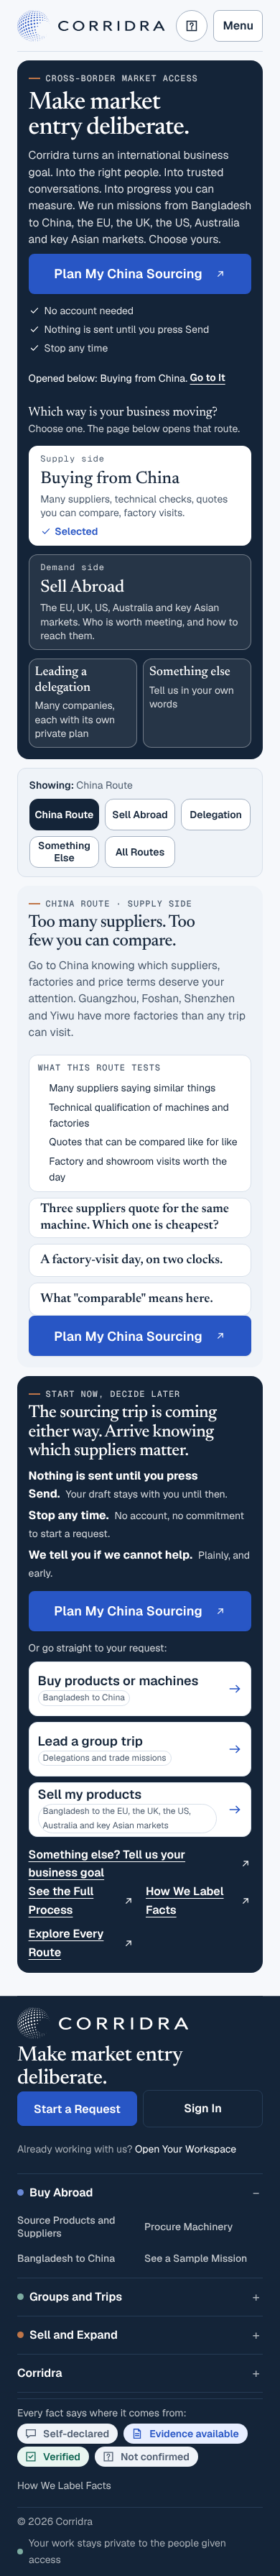 CORRIDRA
Menu
CROSS-BORDER MARKET ACCESS
Make market
entry deliberate.
Corridra turns an international business
goal. Into the right people. Into trusted
conversations. Into progress you can
measure. We run missions from Bangladesh
to China, the EU, the UK, the US, Australia
and key Asian markets. Choose yours.
Plan My China Sourcing
No account needed
Nothing is sent until you press Send
Stop any time
Opened below: Buying from China. Go to It
Which way is your business moving?
Choose one. The page below opens that route.
Supply side
Buying from China
Many suppliers, technical checks, quotes
you can compare, factory visits.
Selected
Demand side
Sell Abroad
The EU, UK, US, Australia and key Asian
markets. Who is worth meeting, and how to
reach them.
Leading a
delegation
Many companies,
each with its own
private plan
Something else
Tell us in your own
words
Showing: China Route
China Route
Sell Abroad
Delegation
Something
Else
All Routes
CHINA ROUTE · SUPPLY SIDE
Too many suppliers. Too
few you can compare.
Go to China knowing which suppliers,
factories and price terms deserve your
attention. Guangzhou, Foshan, Shenzhen
and Yiwu have more factories than any trip
can visit.
WHAT THIS ROUTE TESTS
Many suppliers saying similar things
Technical qualification of machines and
factories
Quotes that can be compared like for like
Factory and showroom visits worth the
day
Three suppliers quote for the same
machine. Which one is cheapest?
A factory-visit day, on two clocks.
What "comparable" means here.
Plan My China Sourcing
START NOW, DECIDE LATER
The sourcing trip is coming
either way. Arrive knowing
which suppliers matter.
Nothing is sent until you press
Send. Your draft stays with you until then.
Stop any time. No account, no commitment
to start a request.
We tell you if we cannot help. Plainly, and
early.
Plan My China Sourcing
Or go straight to your request:
Buy products or machines
Bangladesh to China
Lead a group trip
Delegations and trade missions
Sell my products
Bangladesh to the EU, the UK, the US,
Australia and key Asian markets
Something else? Tell us your
business goal
See the Full
Process
How We Label
Facts
Explore Every
Route
CORRIDRA
Make market entry
deliberate.
Start a Request
Sign In
Already working with us? Open Your Workspace
Buy Abroad
Source Products and
Suppliers
Procure Machinery
Bangladesh to China
See a Sample Mission
Groups and Trips
Sell and Expand
Corridra
Every fact says where it comes from:
Self-declared
Evidence available
Verified
Not confirmed
How We Label Facts
© 2026 Corridra
Your work stays private to the people given
access